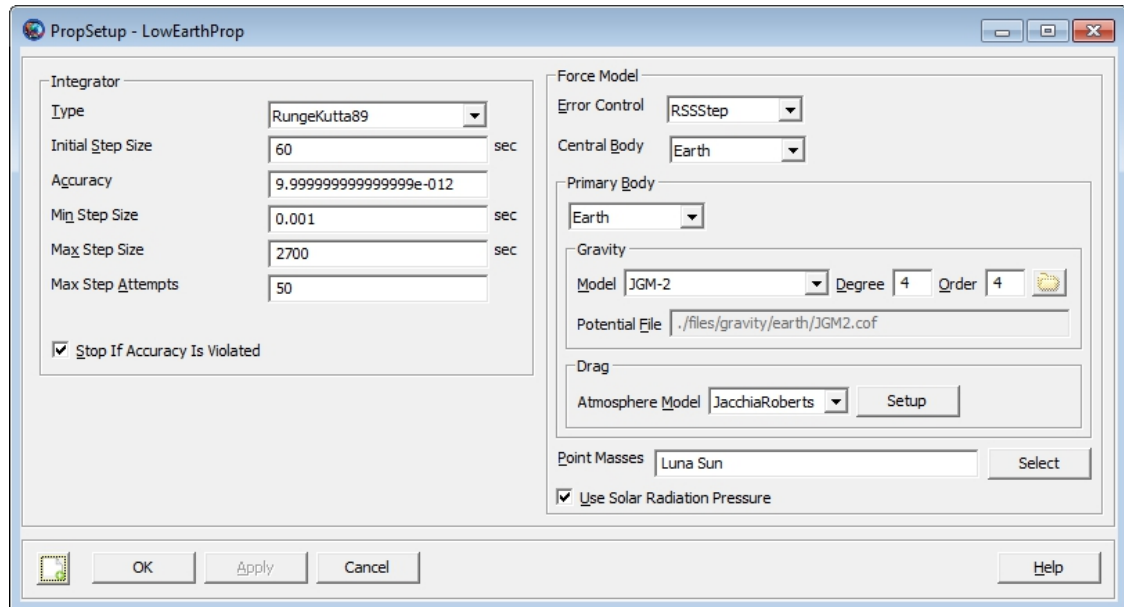 PropSetup - LowEarthProp
Integrator
Type RungeKutta89
Initial Step Size 60 sec
Accuracy 9.999999999999999e-012
Min Step Size 0.001 sec
Max Step Size 2700 sec
Max Step Attempts 50
Stop If Accuracy Is Violated
Force Model
Error Control RSSStep
Central Body Earth
Primary Body
Earth
Gravity
Model JGM-2 Degree 4 Order 4
Potential File ./files/gravity/earth/JGM2.cof
Drag
Atmosphere Model JacchiaRoberts Setup
Point Masses Luna Sun Select
Use Solar Radiation Pressure
OK Apply Cancel Help